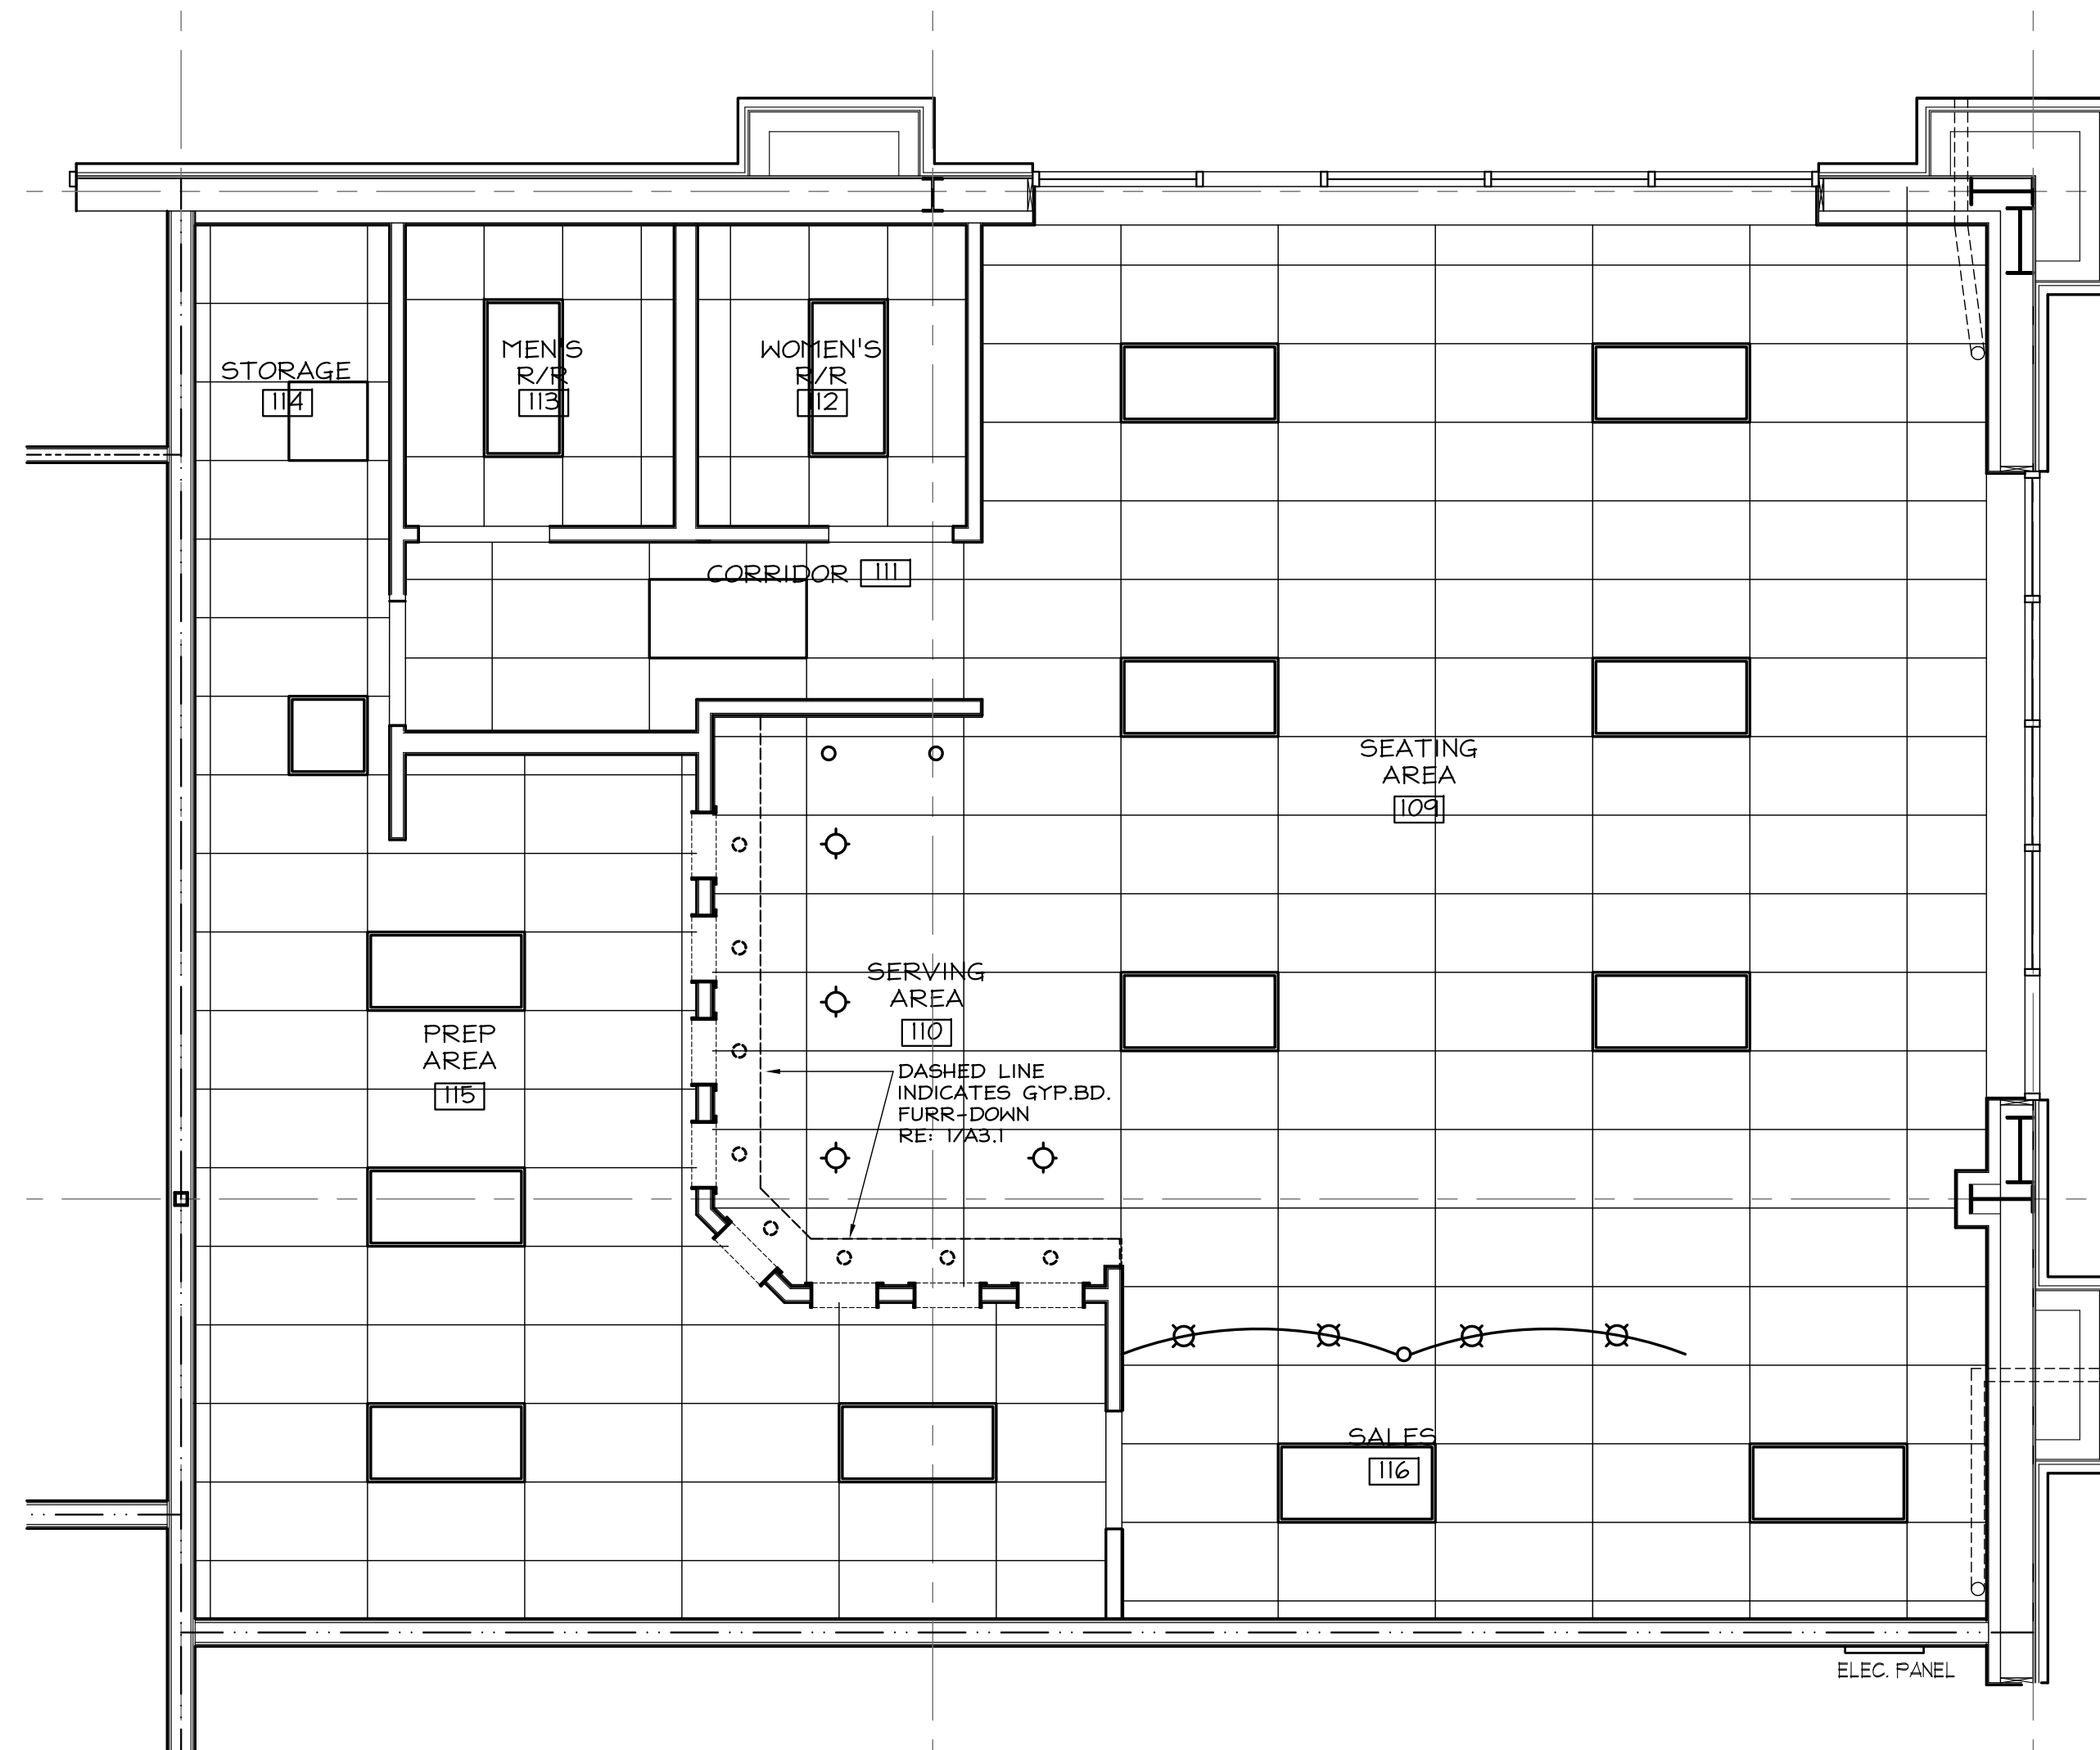 STORAGE
114
MEN'S
R/R
113
WOMEN'S
R/R
112
CORRIDOR 111
SEATING
AREA
109
SERVING
AREA
110
DASHED LINE
INDICATES GYP.BD.
FURR-DOWN
RE: 1/A3.1
PREP
AREA
115
SALES
116
ELEC. PANEL